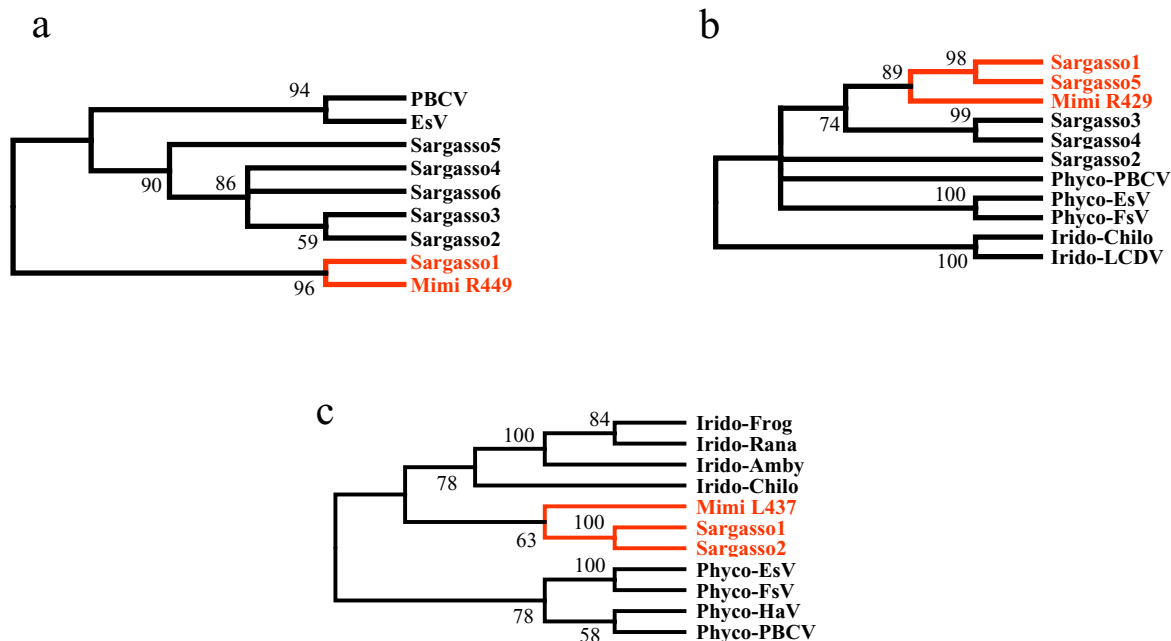 a
94
PBCV
EsV
Sargasso5
90
86
Sargasso4
Sargasso6
Sargasso3
59
Sargasso2
Sargasso1
96
Mimi R449
b
98
Sargasso1
89
Sargasso5
Mimi R429
74
99
Sargasso3
Sargasso4
Sargasso2
Phyco-PBCV
100
Phyco-EsV
Phyco-FsV
Irido-Chilo
100
Irido-LCDV
c
84
Irido-Frog
100
Irido-Rana
Irido-Amby
78
Irido-Chilo
Mimi L437
100
Sargasso1
63
Sargasso2
100
Phyco-EsV
Phyco-FsV
78
Phyco-HaV
58
Phyco-PBCV